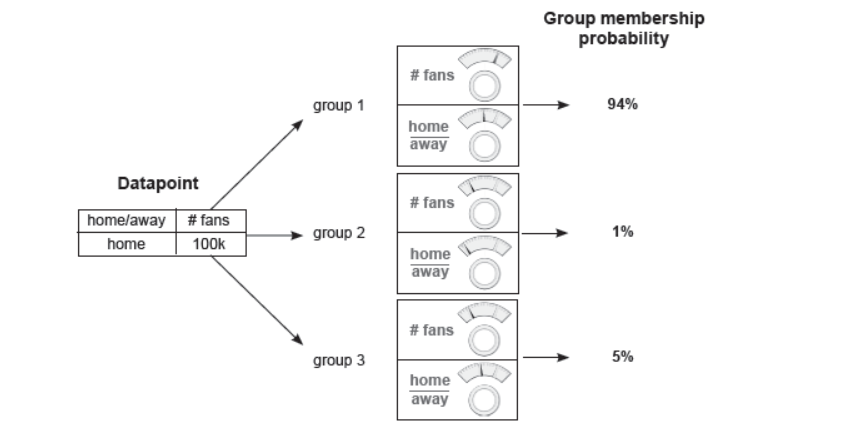 Group membership
probability
# fans
group 1
94%
home
away
Datapoint
home/away # fans
home 100k
# fans
group 2
1%
home
away
# fans
group 3
5%
home
away